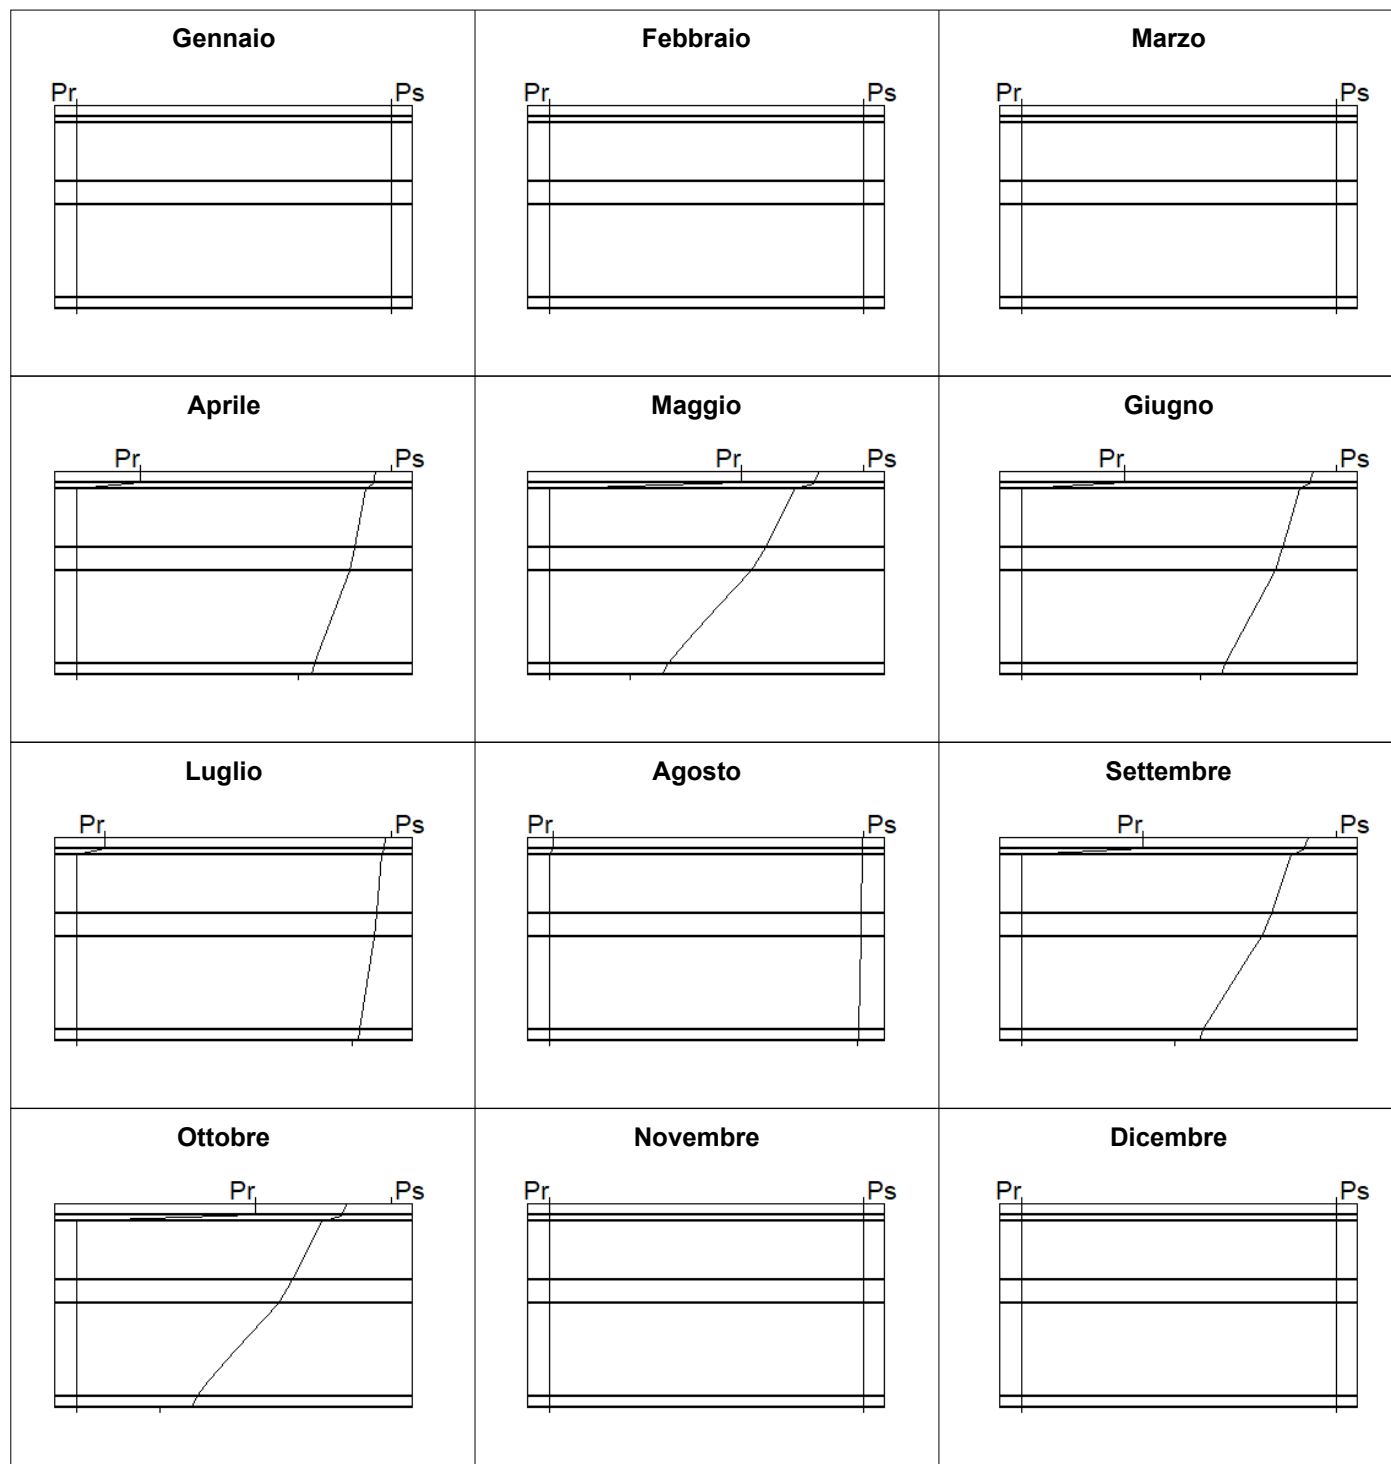 Gennaio
Febbraio
Marzo
Pr Ps
Pr Ps
Pr Ps
Aprile
Maggio
Giugno
Pr Ps
Pr Ps
Pr Ps
Luglio
Agosto
Settembre
Pr Ps
Pr Ps
Pr Ps
Ottobre
Novembre
Dicembre
Pr Ps
Pr Ps
Pr Ps